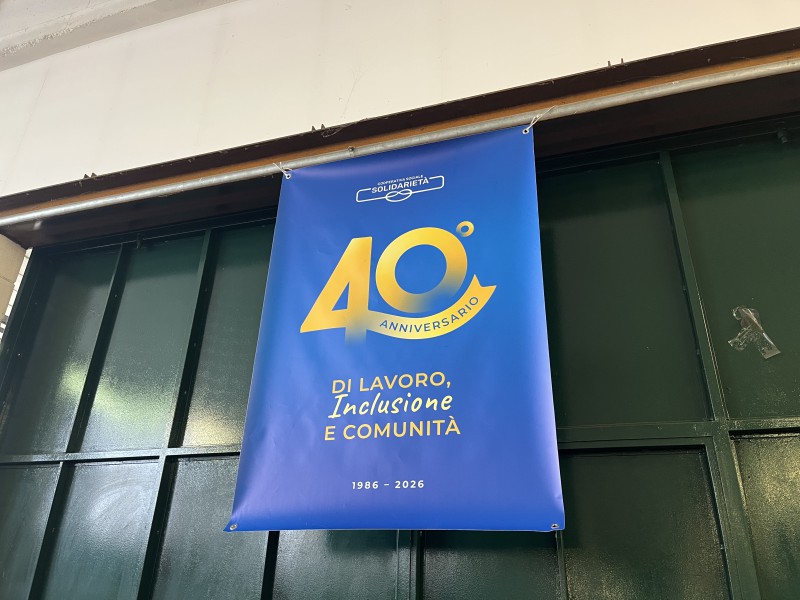 COOPERATIVA SOCIALE
SOLIDARIETÀ
40°
ANNIVERSARIO
DI LAVORO,
Inclusione
E COMUNITÀ
1986 – 2026